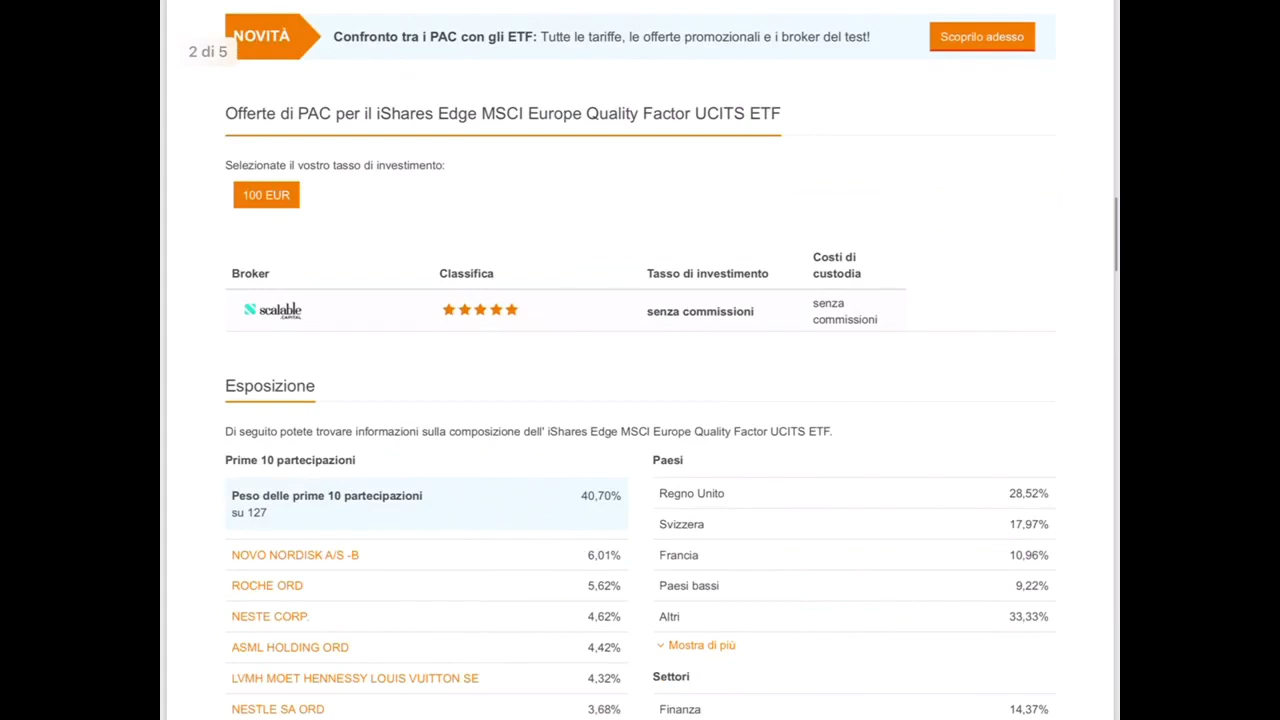 NOVITÀ
Confronto tra i PAC con gli ETF: Tutte le tariffe, le offerte promozionali e i broker del test!
Scoprilo adesso
2 di 5
Offerte di PAC per il iShares Edge MSCI Europe Quality Factor UCITS ETF
Selezionate il vostro tasso di investimento:
100 EUR
Broker Classifica Tasso di investimento Costi di custodia
scalable CAPITAL senza commissioni senza commissioni
Esposizione
Di seguito potete trovare informazioni sulla composizione dell' iShares Edge MSCI Europe Quality Factor UCITS ETF.
Prime 10 partecipazioni
Peso delle prime 10 partecipazioni 40,70%
su 127
NOVO NORDISK A/S -B 6,01%
ROCHE ORD 5,62%
NESTE CORP. 4,62%
ASML HOLDING ORD 4,42%
LVMH MOET HENNESSY LOUIS VUITTON SE 4,32%
NESTLE SA ORD 3,68%
Paesi
Regno Unito 28,52%
Svizzera 17,97%
Francia 10,96%
Paesi bassi 9,22%
Altri 33,33%
Mostra di più
Settori
Finanza 14,37%